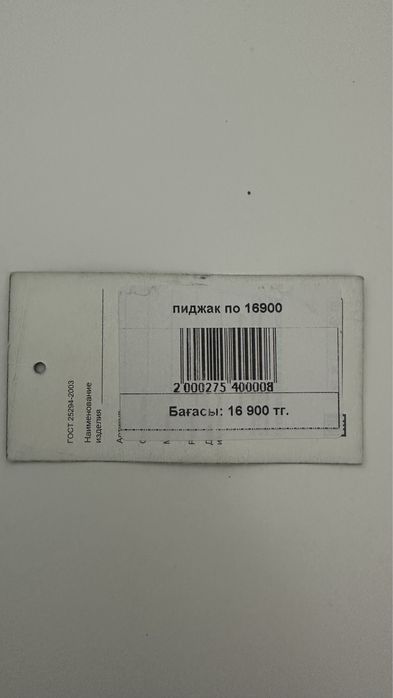 пиджак по 16900
2 000275 400008
Бағасы: 16 900 тг.
ГОСТ 25294-2003
Наименование
изделия